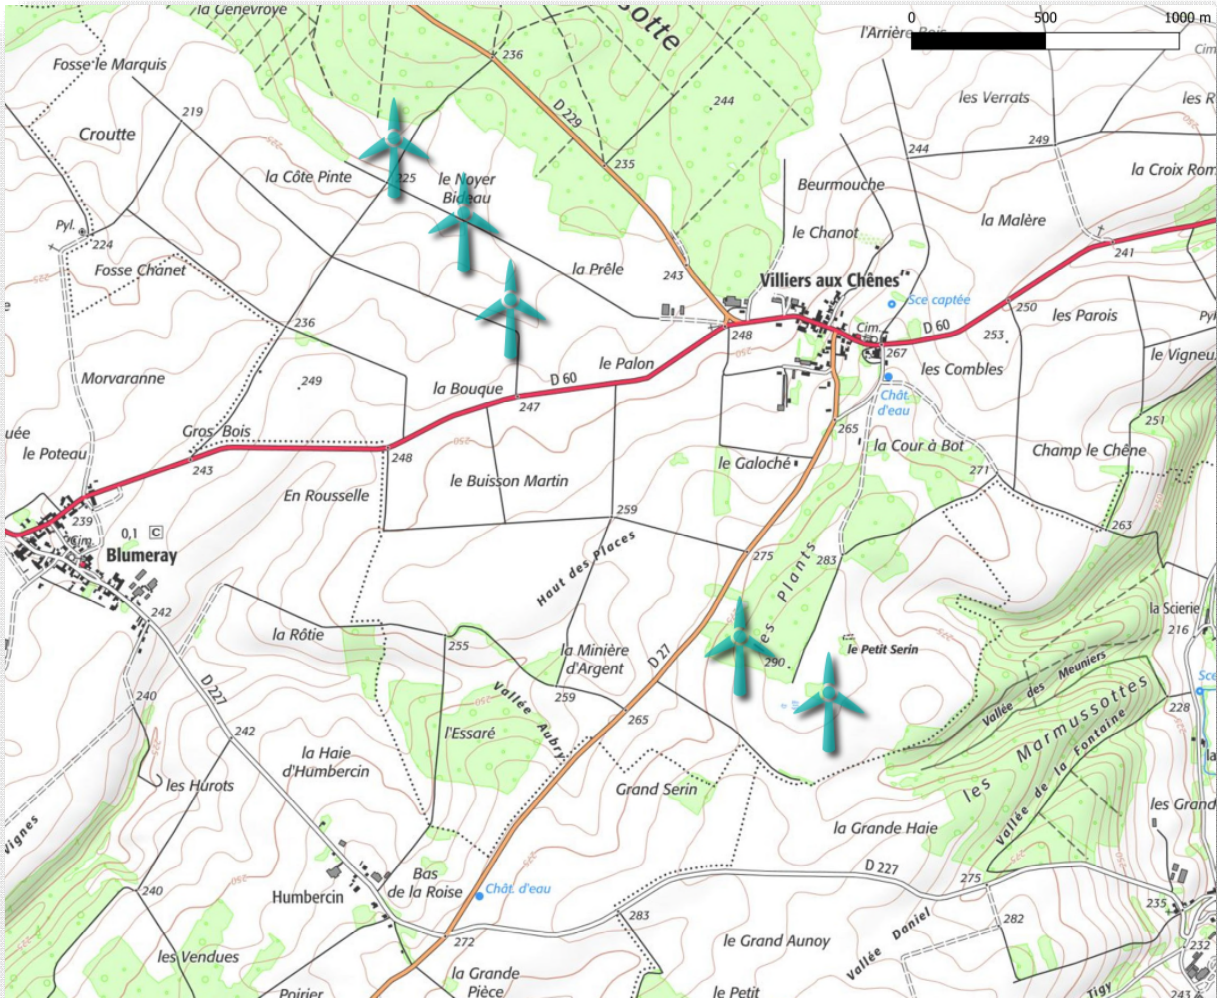 la Genevroye
sotte
0 500 1000 m
l'Arrière Bois
236
Fosse le Marquis
les Verrats
les R
219
D 229
244
Croutte
235
244
249
la Côte Pinte
225
le Noyer
Bideau
la Croix Rom
Beurmouche
la Malère
Pyl.
224
le Chanot
241
Fosse Chanet
la Prêle
243
Villiers aux Chênes
Sce captée
250
les Parois
236
248
Cim.
D 60
253
267
le Vigneu
le Palon
les Combles
Morvaranne
249
la Bouque
D 60
Chât.
d'eau
247
251
265
uée
Gros Bois
la Cour à Bot
Champ le Chêne
le Poteau
243
248
le Galoché
271
En Rousselle
le Buisson Martin
239
259
263
0,1 C
Cim.
Blumeray
275
283
Haut des Places
es Plants
242
la Scierie
la Rôtie
255
216
la Minière
d'Argent
le Petit Serin
290
D 27
D 227
Vallée des Meuniers
240
259
Sce
265
228
Vallée Aubry
les Marmussottes
242
l'Essaré
Vallée de la Fontaine
la Haie
d'Humbercin
les Hurots
Grand Serin
les Grand
Vignes
la Grande Haie
D 227
Bas
de la Roise
275
240
Humbercin
Chât. d'eau
235
283
282
272
Vallée Daniel
232
les Vendues
le Grand Aunoy
la Grande
Pièce
Poirier
le Petit
Tigy
243